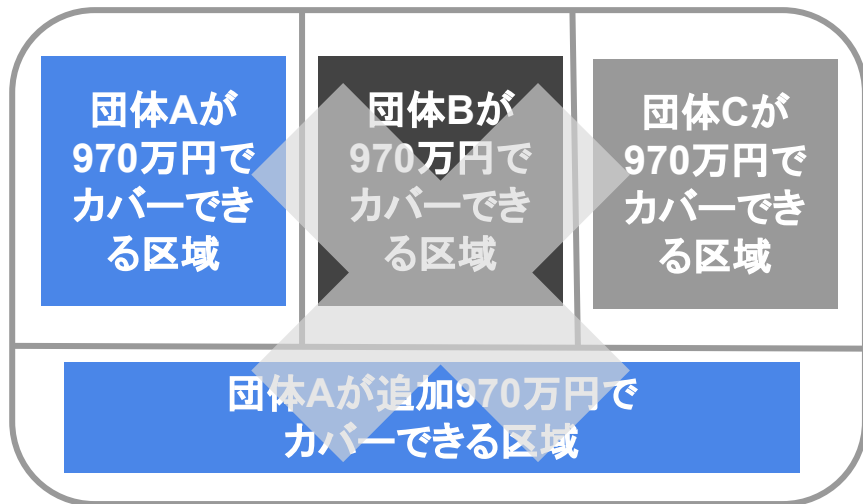 団体Aが
970万円で
カバーでき
る区域
団体Bが
970万円で
カバーでき
る区域
団体Cが
970万円で
カバーでき
る区域
団体Aが追加970万円で
カバーできる区域